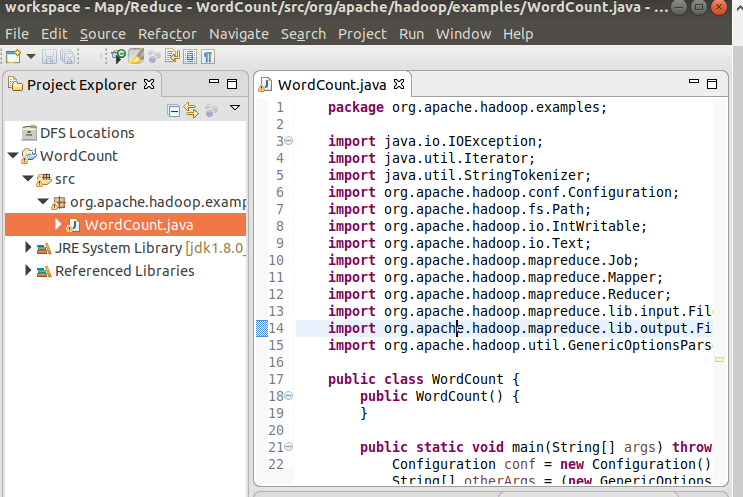 workspace - Map/Reduce - WordCount/src/org/apache/hadoop/examples/WordCount.java - ...
File Edit Source Refactor Navigate Search Project Run Window Help
Project Explorer
DFS Locations
WordCount
src
org.apache.hadoop.examp
WordCount.java
JRE System Library [jdk1.8.0_
Referenced Libraries
WordCount.java
1 package org.apache.hadoop.examples;
2
3 import java.io.IOException;
4 import java.util.Iterator;
5 import java.util.StringTokenizer;
6 import org.apache.hadoop.conf.Configuration;
7 import org.apache.hadoop.fs.Path;
8 import org.apache.hadoop.io.IntWritable;
9 import org.apache.hadoop.io.Text;
10 import org.apache.hadoop.mapreduce.Job;
11 import org.apache.hadoop.mapreduce.Mapper;
12 import org.apache.hadoop.mapreduce.Reducer;
13 import org.apache.hadoop.mapreduce.lib.input.File
14 import org.apache.hadoop.mapreduce.lib.output.Fi
15 import org.apache.hadoop.util.GenericOptionsParse
16
17 public class WordCount {
18 public WordCount() {
19 }
20
21 public static void main(String[] args) throw
22 Configuration conf = new Configuration()
String[] otherArgs = (new GenericOptions